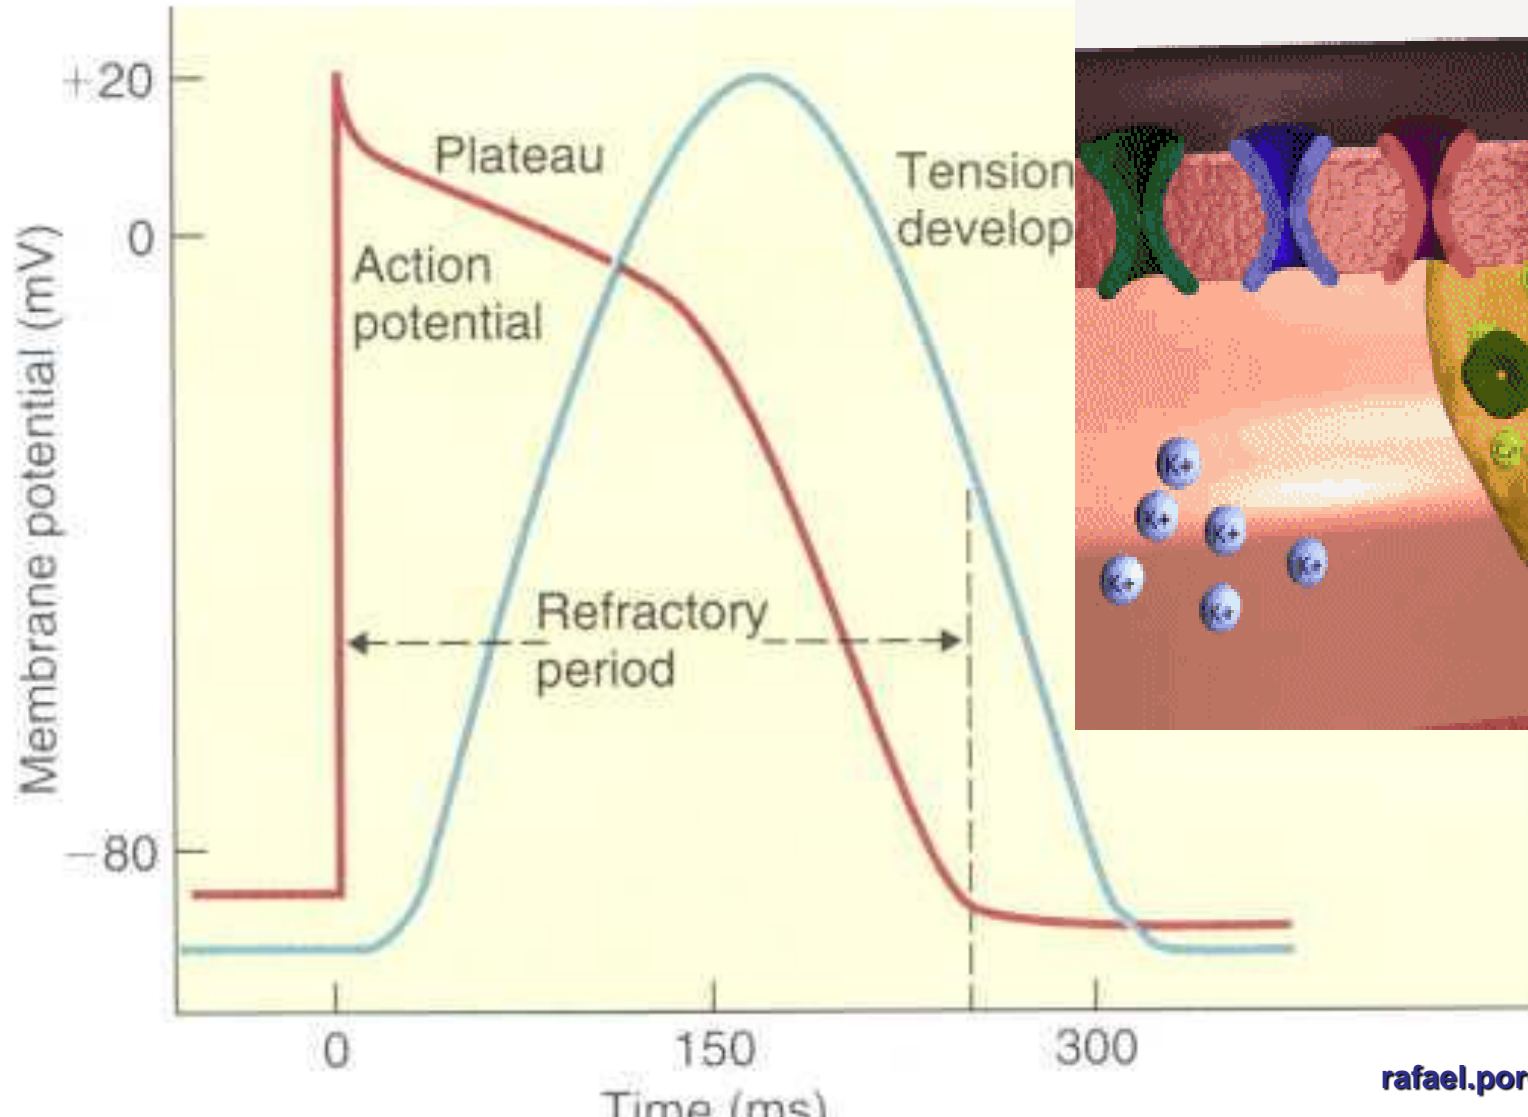 +20
Plateau
Tension
develop
0
Action
potential
Membrane potential (mV)
Refractory
period
K+
K+
K+
K+
K+
K+
−80
0 150 300
Time (ms)
rafael.por